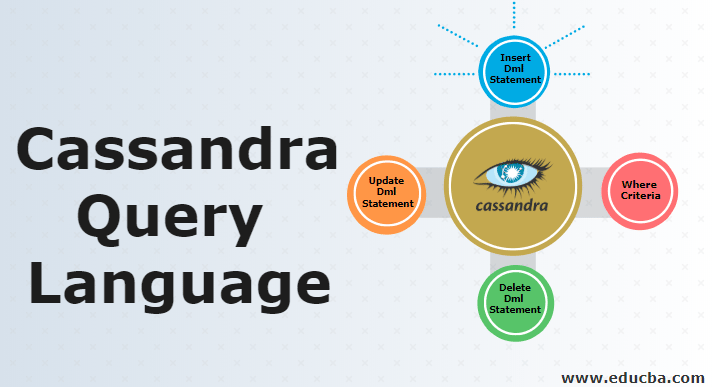 Cassandra
Query
Language
Insert
Dml
Statement
Update
Dml
Statement
cassandra
Where
Criteria
Delete
Dml
Statement
www.educba.com